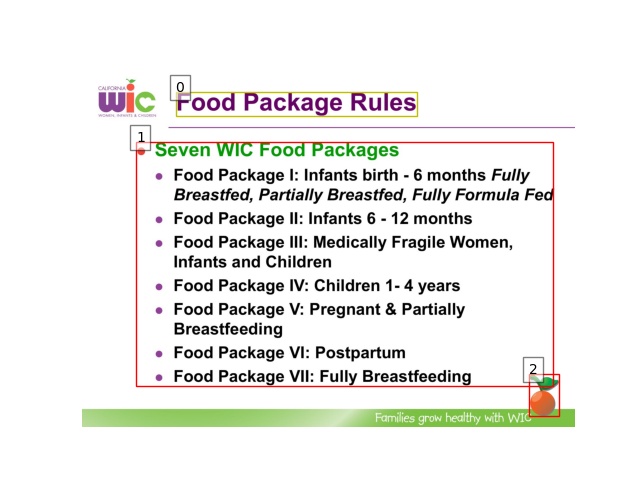 CALIFORNIA
WIC
WOMEN, INFANTS & CHILDREN
0
Food Package Rules
1
Seven WIC Food Packages
Food Package I: Infants birth - 6 months Fully
Breastfed, Partially Breastfed, Fully Formula Fed
Food Package II: Infants 6 - 12 months
Food Package III: Medically Fragile Women,
Infants and Children
Food Package IV: Children 1- 4 years
Food Package V: Pregnant & Partially
Breastfeeding
Food Package VI: Postpartum
Food Package VII: Fully Breastfeeding
2
Families grow healthy with WIC